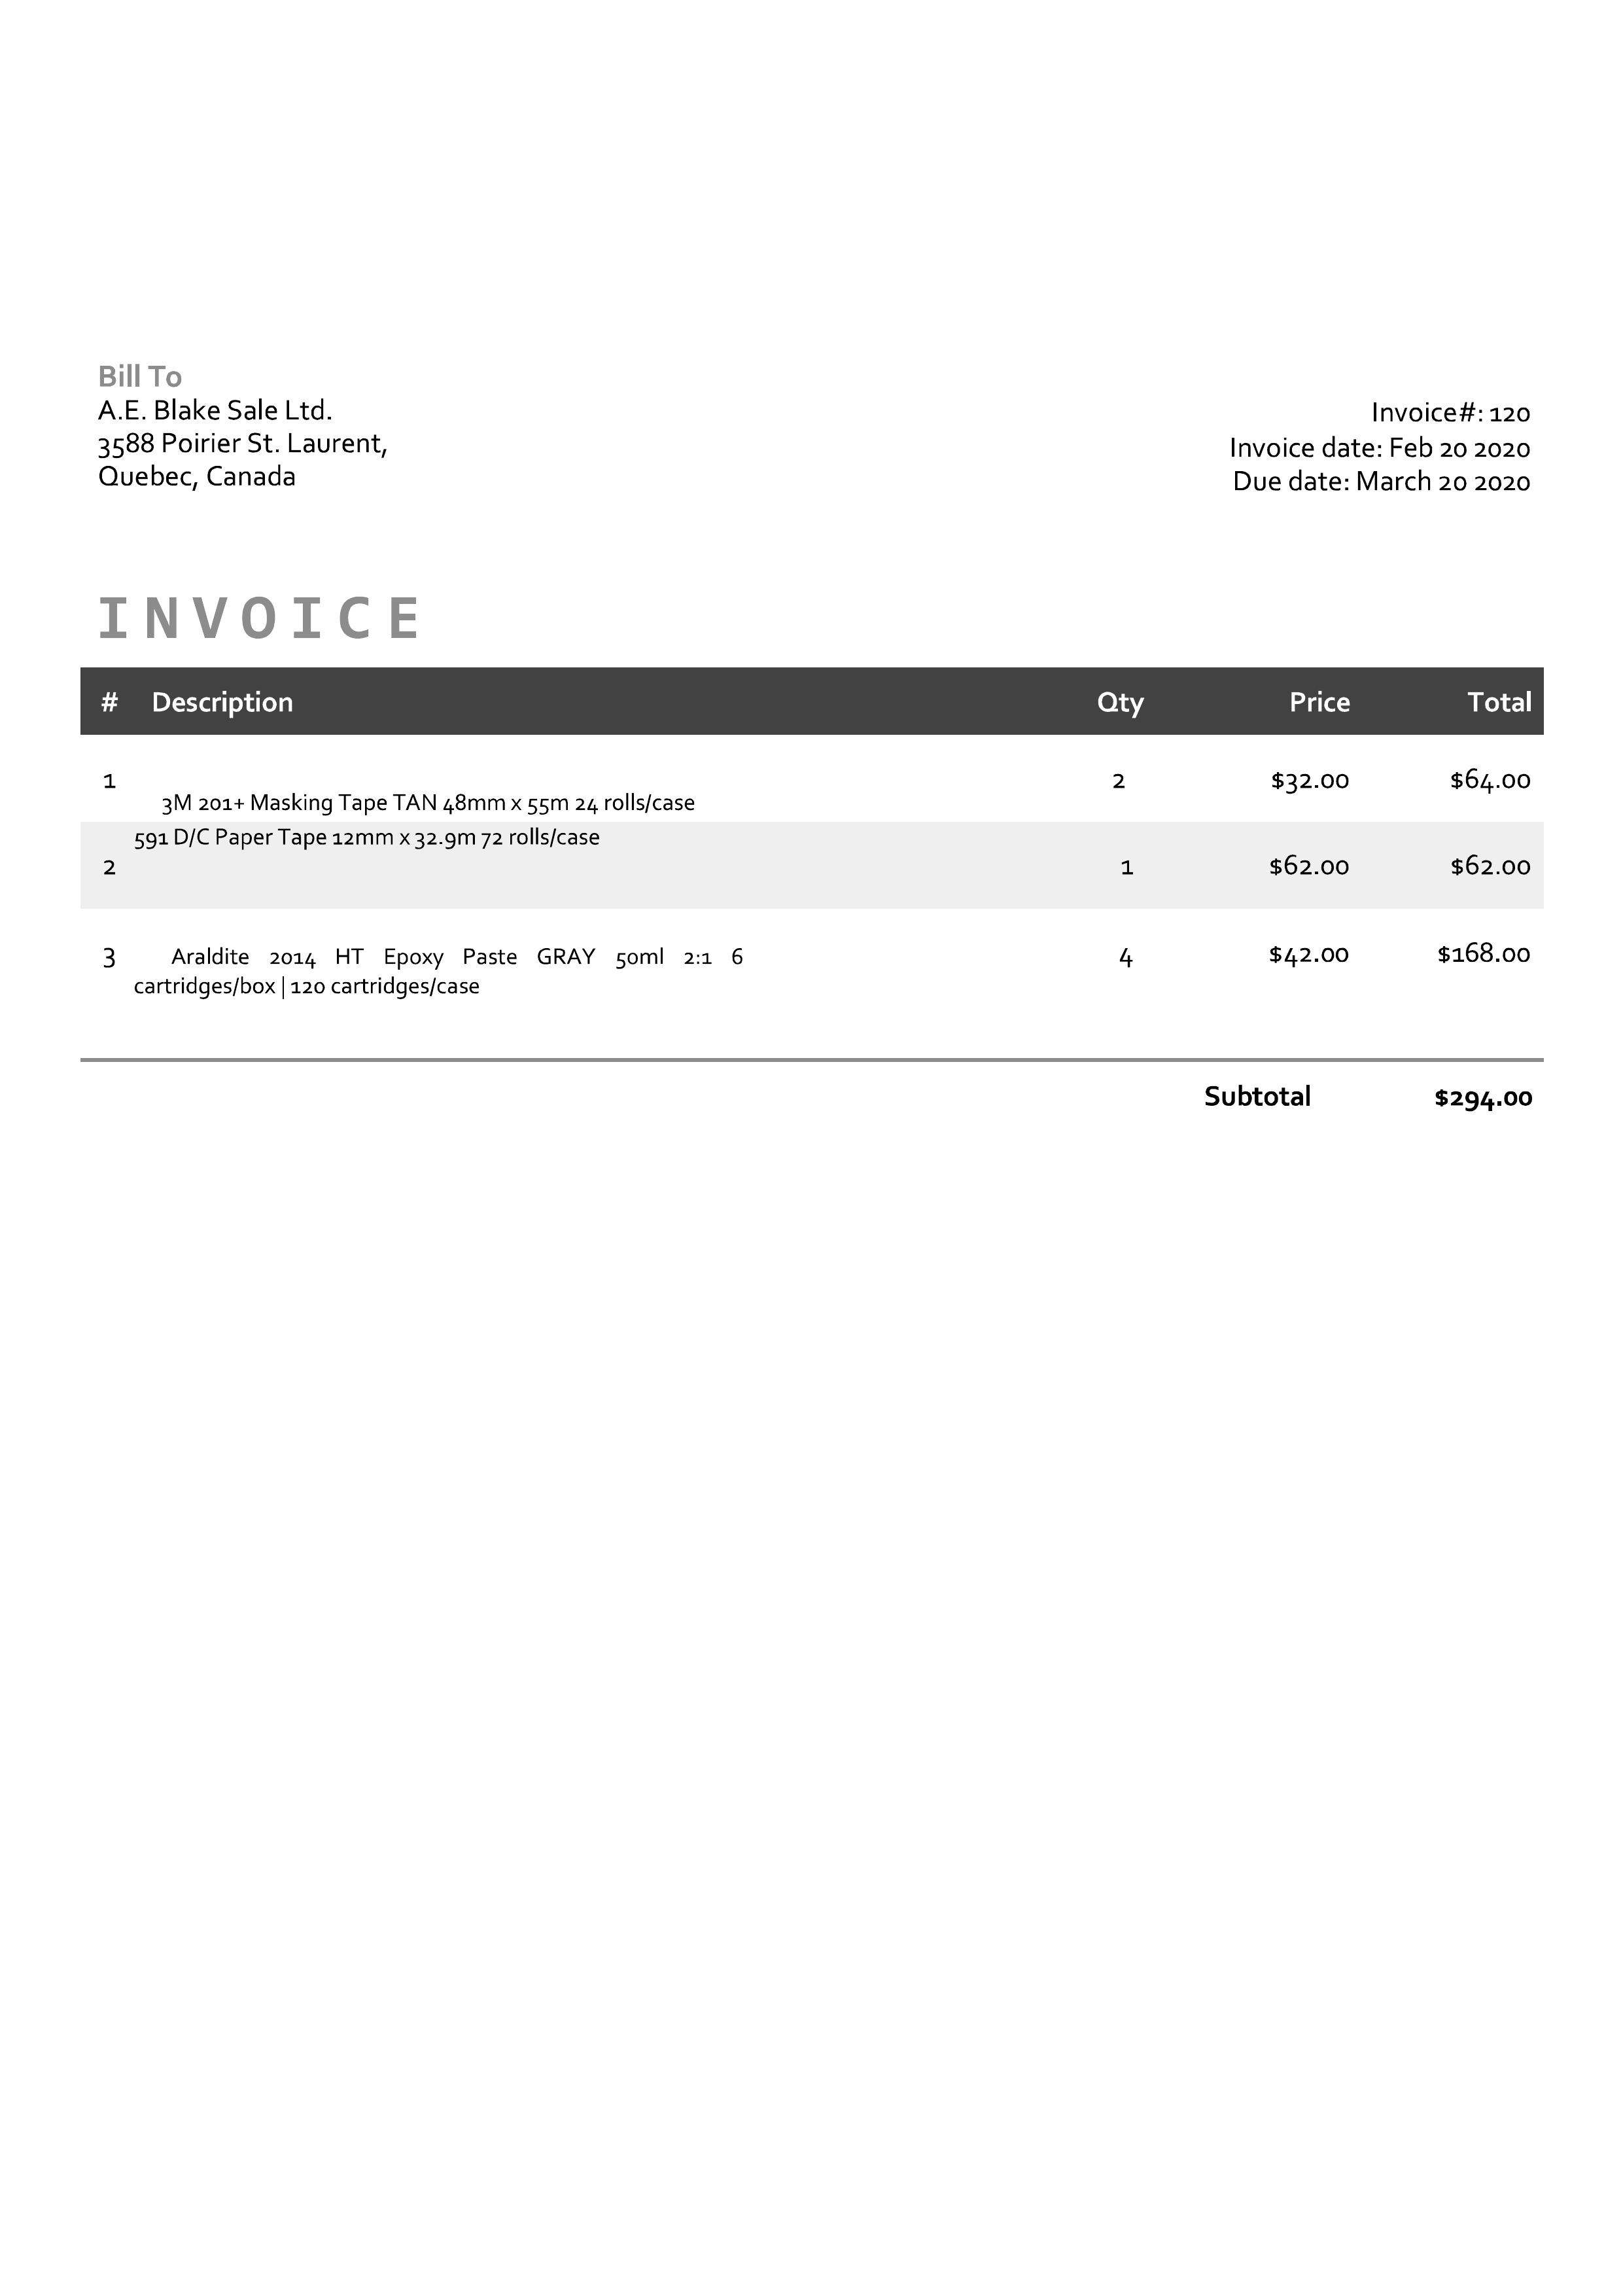 Bill To
A.E. Blake Sale Ltd.
3588 Poirier St. Laurent,
Quebec, Canada
Invoice#: 120
Invoice date: Feb 20 2020
Due date: March 20 2020
INVOICE
# Description Qty Price Total
1 3M 201+ Masking Tape TAN 48mm x 55m 24 rolls/case 2 $32.00 $64.00
2 591 D/C Paper Tape 12mm x 32.9m 72 rolls/case 1 $62.00 $62.00
3 Araldite 2014 HT Epoxy Paste GRAY 50ml 2:1 6 4 $42.00 $168.00
cartridges/box | 120 cartridges/case
Subtotal $294.00